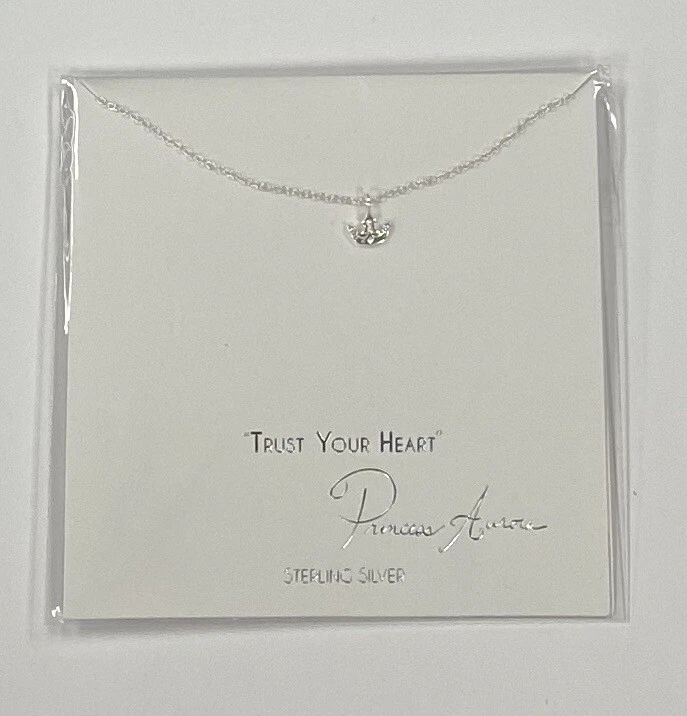 "Trust Your Heart"
Princess Aurora
STERLING SILVER